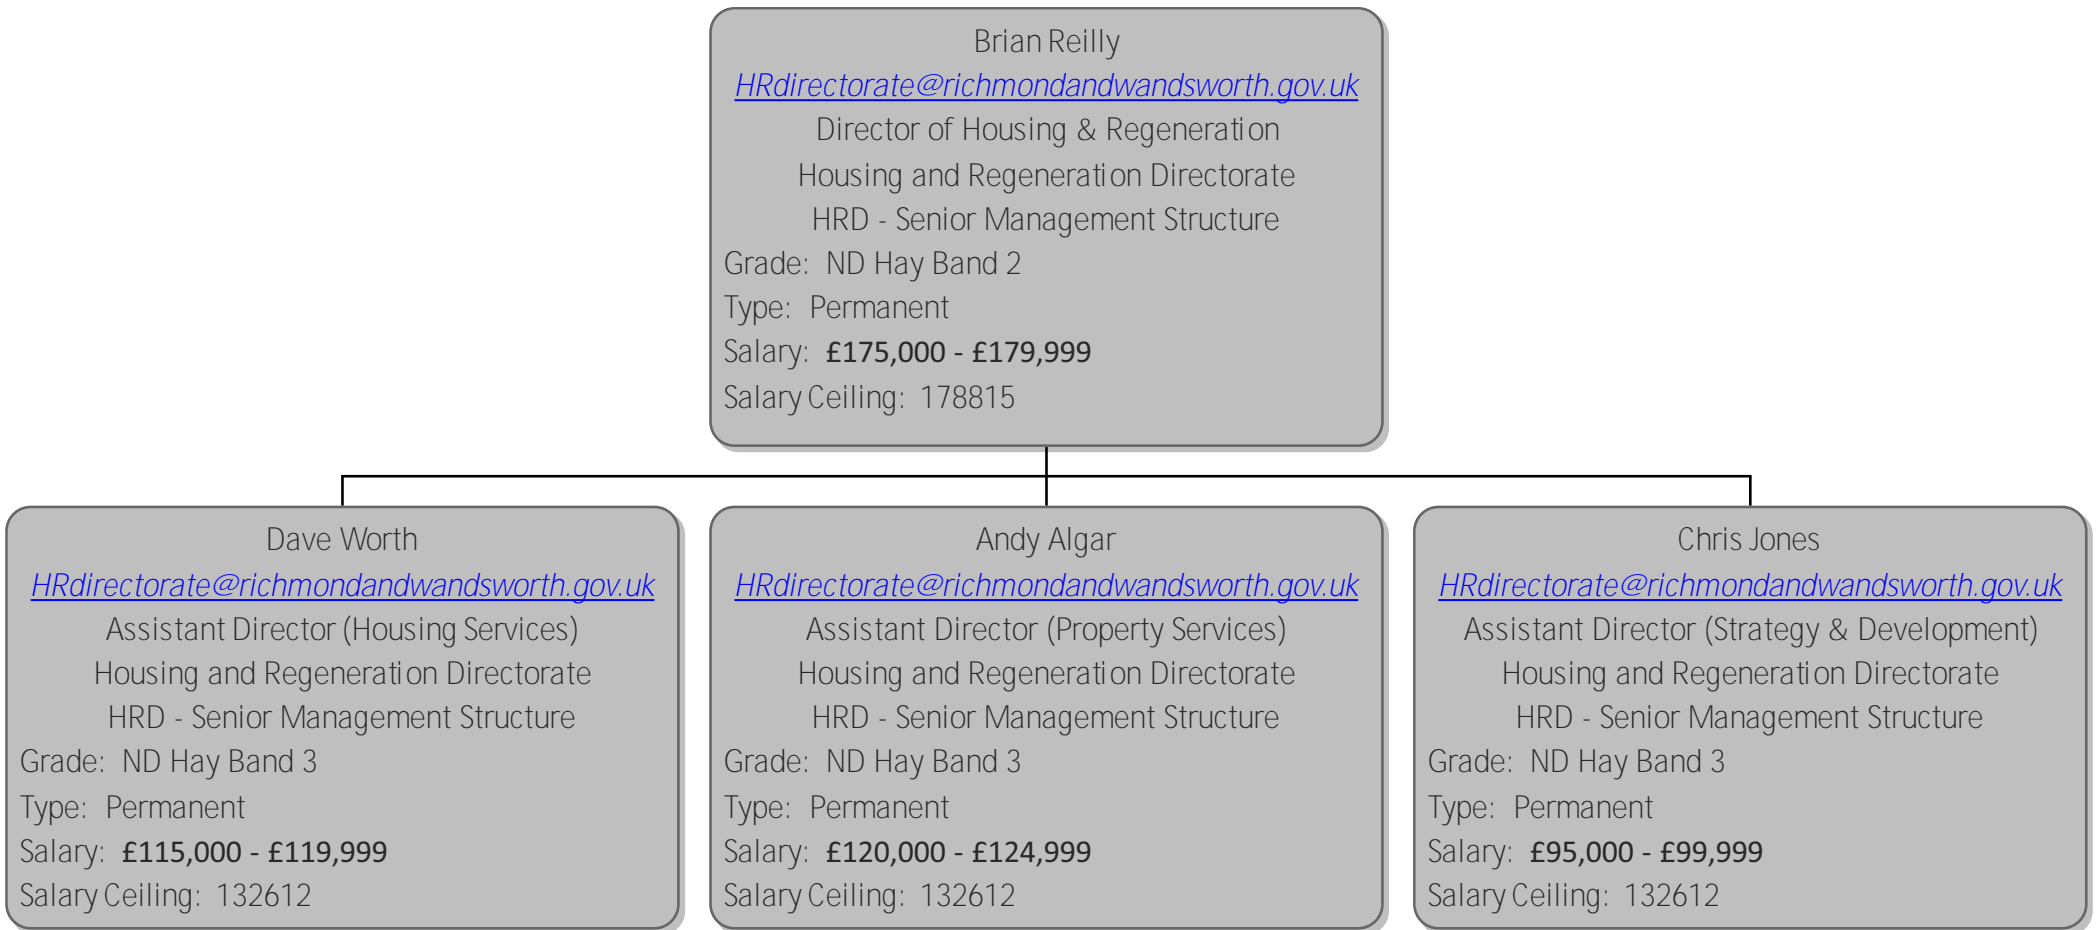 Brian Reilly
HRdirectorate@richmondandwandsworth.gov.uk
Director of Housing & Regeneration
Housing and Regeneration Directorate
HRD - Senior Management Structure
Grade: ND Hay Band 2
Type: Permanent
Salary: £175,000 - £179,999
Salary Ceiling: 178815
Dave Worth
HRdirectorate@richmondandwandsworth.gov.uk
Assistant Director (Housing Services)
Housing and Regeneration Directorate
HRD - Senior Management Structure
Grade: ND Hay Band 3
Type: Permanent
Salary: £115,000 - £119,999
Salary Ceiling: 132612
Andy Algar
HRdirectorate@richmondandwandsworth.gov.uk
Assistant Director (Property Services)
Housing and Regeneration Directorate
HRD - Senior Management Structure
Grade: ND Hay Band 3
Type: Permanent
Salary: £120,000 - £124,999
Salary Ceiling: 132612
Chris Jones
HRdirectorate@richmondandwandsworth.gov.uk
Assistant Director (Strategy & Development)
Housing and Regeneration Directorate
HRD - Senior Management Structure
Grade: ND Hay Band 3
Type: Permanent
Salary: £95,000 - £99,999
Salary Ceiling: 132612